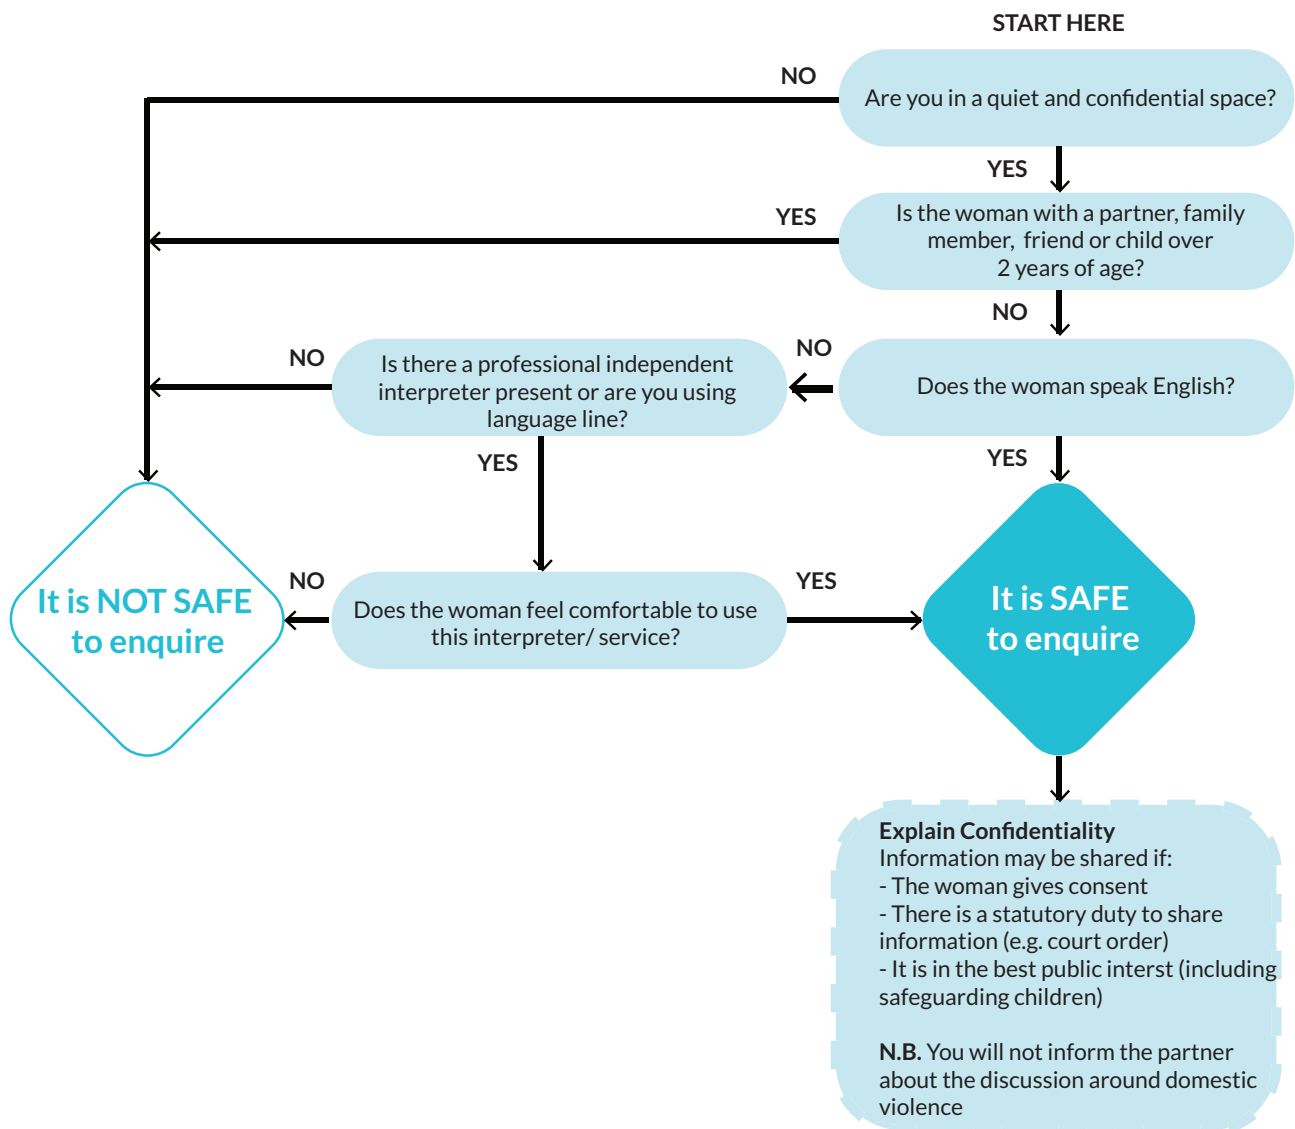 START HERE
NO
Are you in a quiet and confidential space?
YES
YES
Is the woman with a partner, family
member, friend or child over
2 years of age?
NO
NO
Is there a professional independent
interpreter present or are you using
language line?
NO
Does the woman speak English?
YES
YES
It is NOT SAFE
to enquire
NO
Does the woman feel comfortable to use
this interpreter/ service?
YES
It is SAFE
to enquire
Explain Confidentiality
Information may be shared if:
- The woman gives consent
- There is a statutory duty to share
information (e.g. court order)
- It is in the best public interst (including
safeguarding children)
N.B. You will not inform the partner
about the discussion around domestic
violence